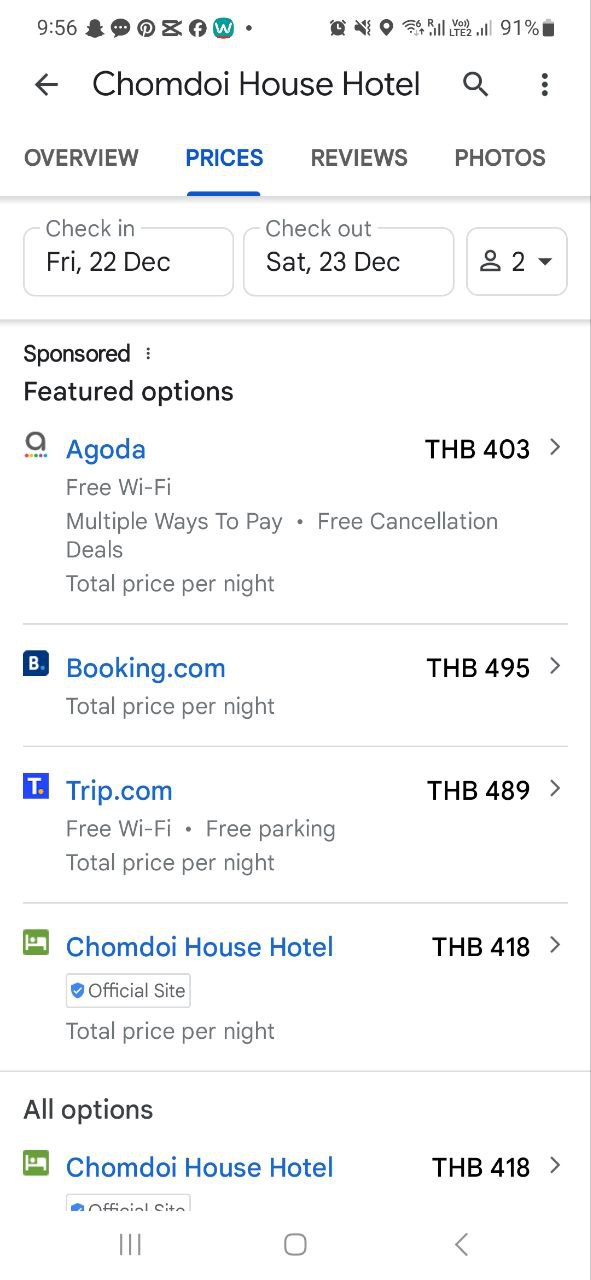 9:56 91%
Chomdoi House Hotel
OVERVIEW PRICES REVIEWS PHOTOS
Check in Check out
Fri, 22 Dec Sat, 23 Dec 2
Sponsored
Featured options
Agoda THB 403
Free Wi-Fi
Multiple Ways To Pay • Free Cancellation
Deals
Total price per night
B. Booking.com THB 495
Total price per night
T. Trip.com THB 489
Free Wi-Fi • Free parking
Total price per night
Chomdoi House Hotel THB 418
Official Site
Total price per night
All options
Chomdoi House Hotel THB 418
Official Site